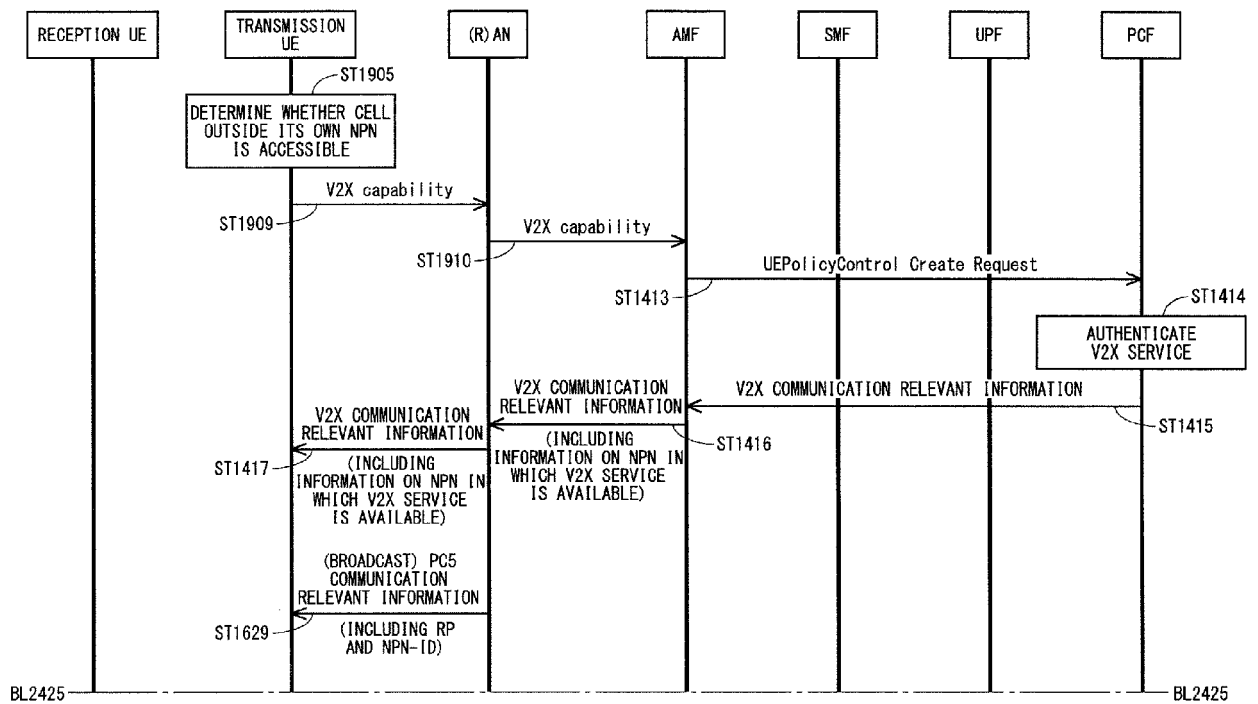 RECEPTION UE
TRANSMISSION
UE
(R)AN
AMF
SMF
UPF
PCF
ST1905
DETERMINE WHETHER CELL
OUTSIDE ITS OWN NPN
IS ACCESSIBLE
V2X capability
ST1909
V2X capability
ST1910
UEPolicyControl Create Request
ST1413
ST1414
AUTHENTICATE
V2X SERVICE
V2X COMMUNICATION RELEVANT INFORMATION
ST1415
V2X COMMUNICATION
RELEVANT INFORMATION
ST1416
(INCLUDING
INFORMATION ON NPN IN
WHICH V2X SERVICE
IS AVAILABLE)
V2X COMMUNICATION
RELEVANT INFORMATION
ST1417
(INCLUDING
INFORMATION ON NPN IN
WHICH V2X SERVICE
IS AVAILABLE)
(BROADCAST) PC5
COMMUNICATION
RELEVANT INFORMATION
ST1629
(INCLUDING RP
AND NPN-ID)
BL2425
BL2425